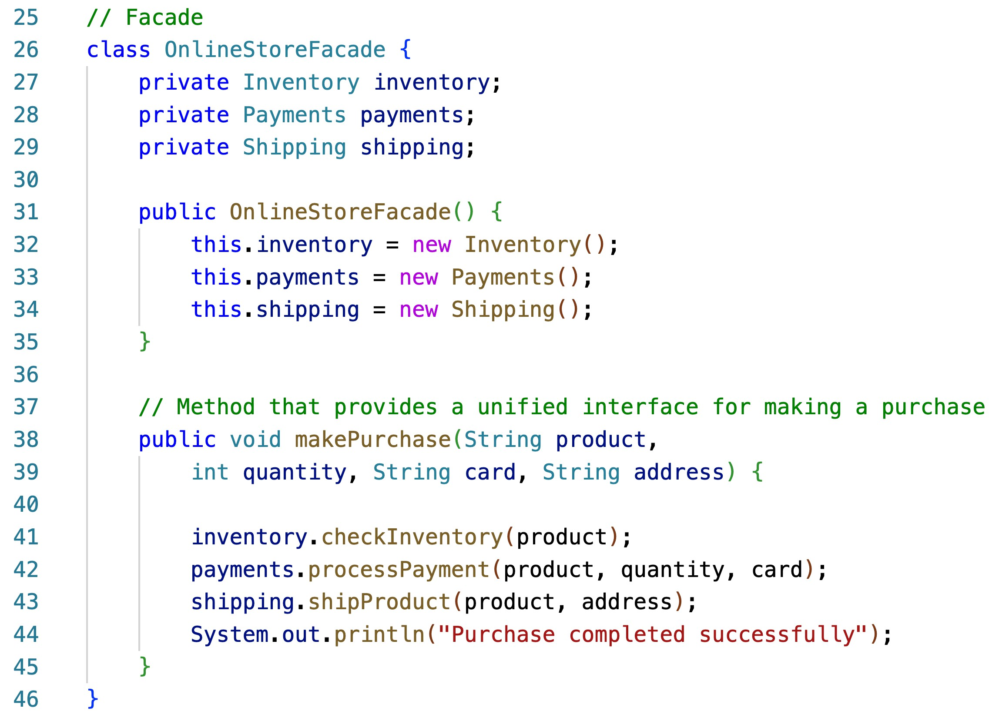 25 // Facade
26 class OnlineStoreFacade {
27     private Inventory inventory;
28     private Payments payments;
29     private Shipping shipping;
30
31     public OnlineStoreFacade() {
32         this.inventory = new Inventory();
33         this.payments = new Payments();
34         this.shipping = new Shipping();
35     }
36
37     // Method that provides a unified interface for making a purchase
38     public void makePurchase(String product,
39         int quantity, String card, String address) {
40
41         inventory.checkInventory(product);
42         payments.processPayment(product, quantity, card);
43         shipping.shipProduct(product, address);
44         System.out.println("Purchase completed successfully");
45     }
46 }